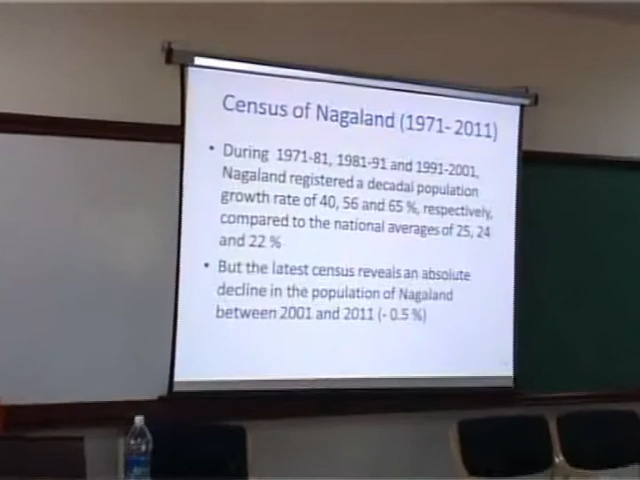 Census of Nagaland (1971- 2011)
• During 1971-81, 1981-91 and 1991-2001,
Nagaland registered a decadal population
growth rate of 40, 56 and 65 %, respectively,
compared to the national averages of 25, 24
and 22 %
• But the latest census reveals an absolute
decline in the population of Nagaland
between 2001 and 2011 (- 0.5 %)